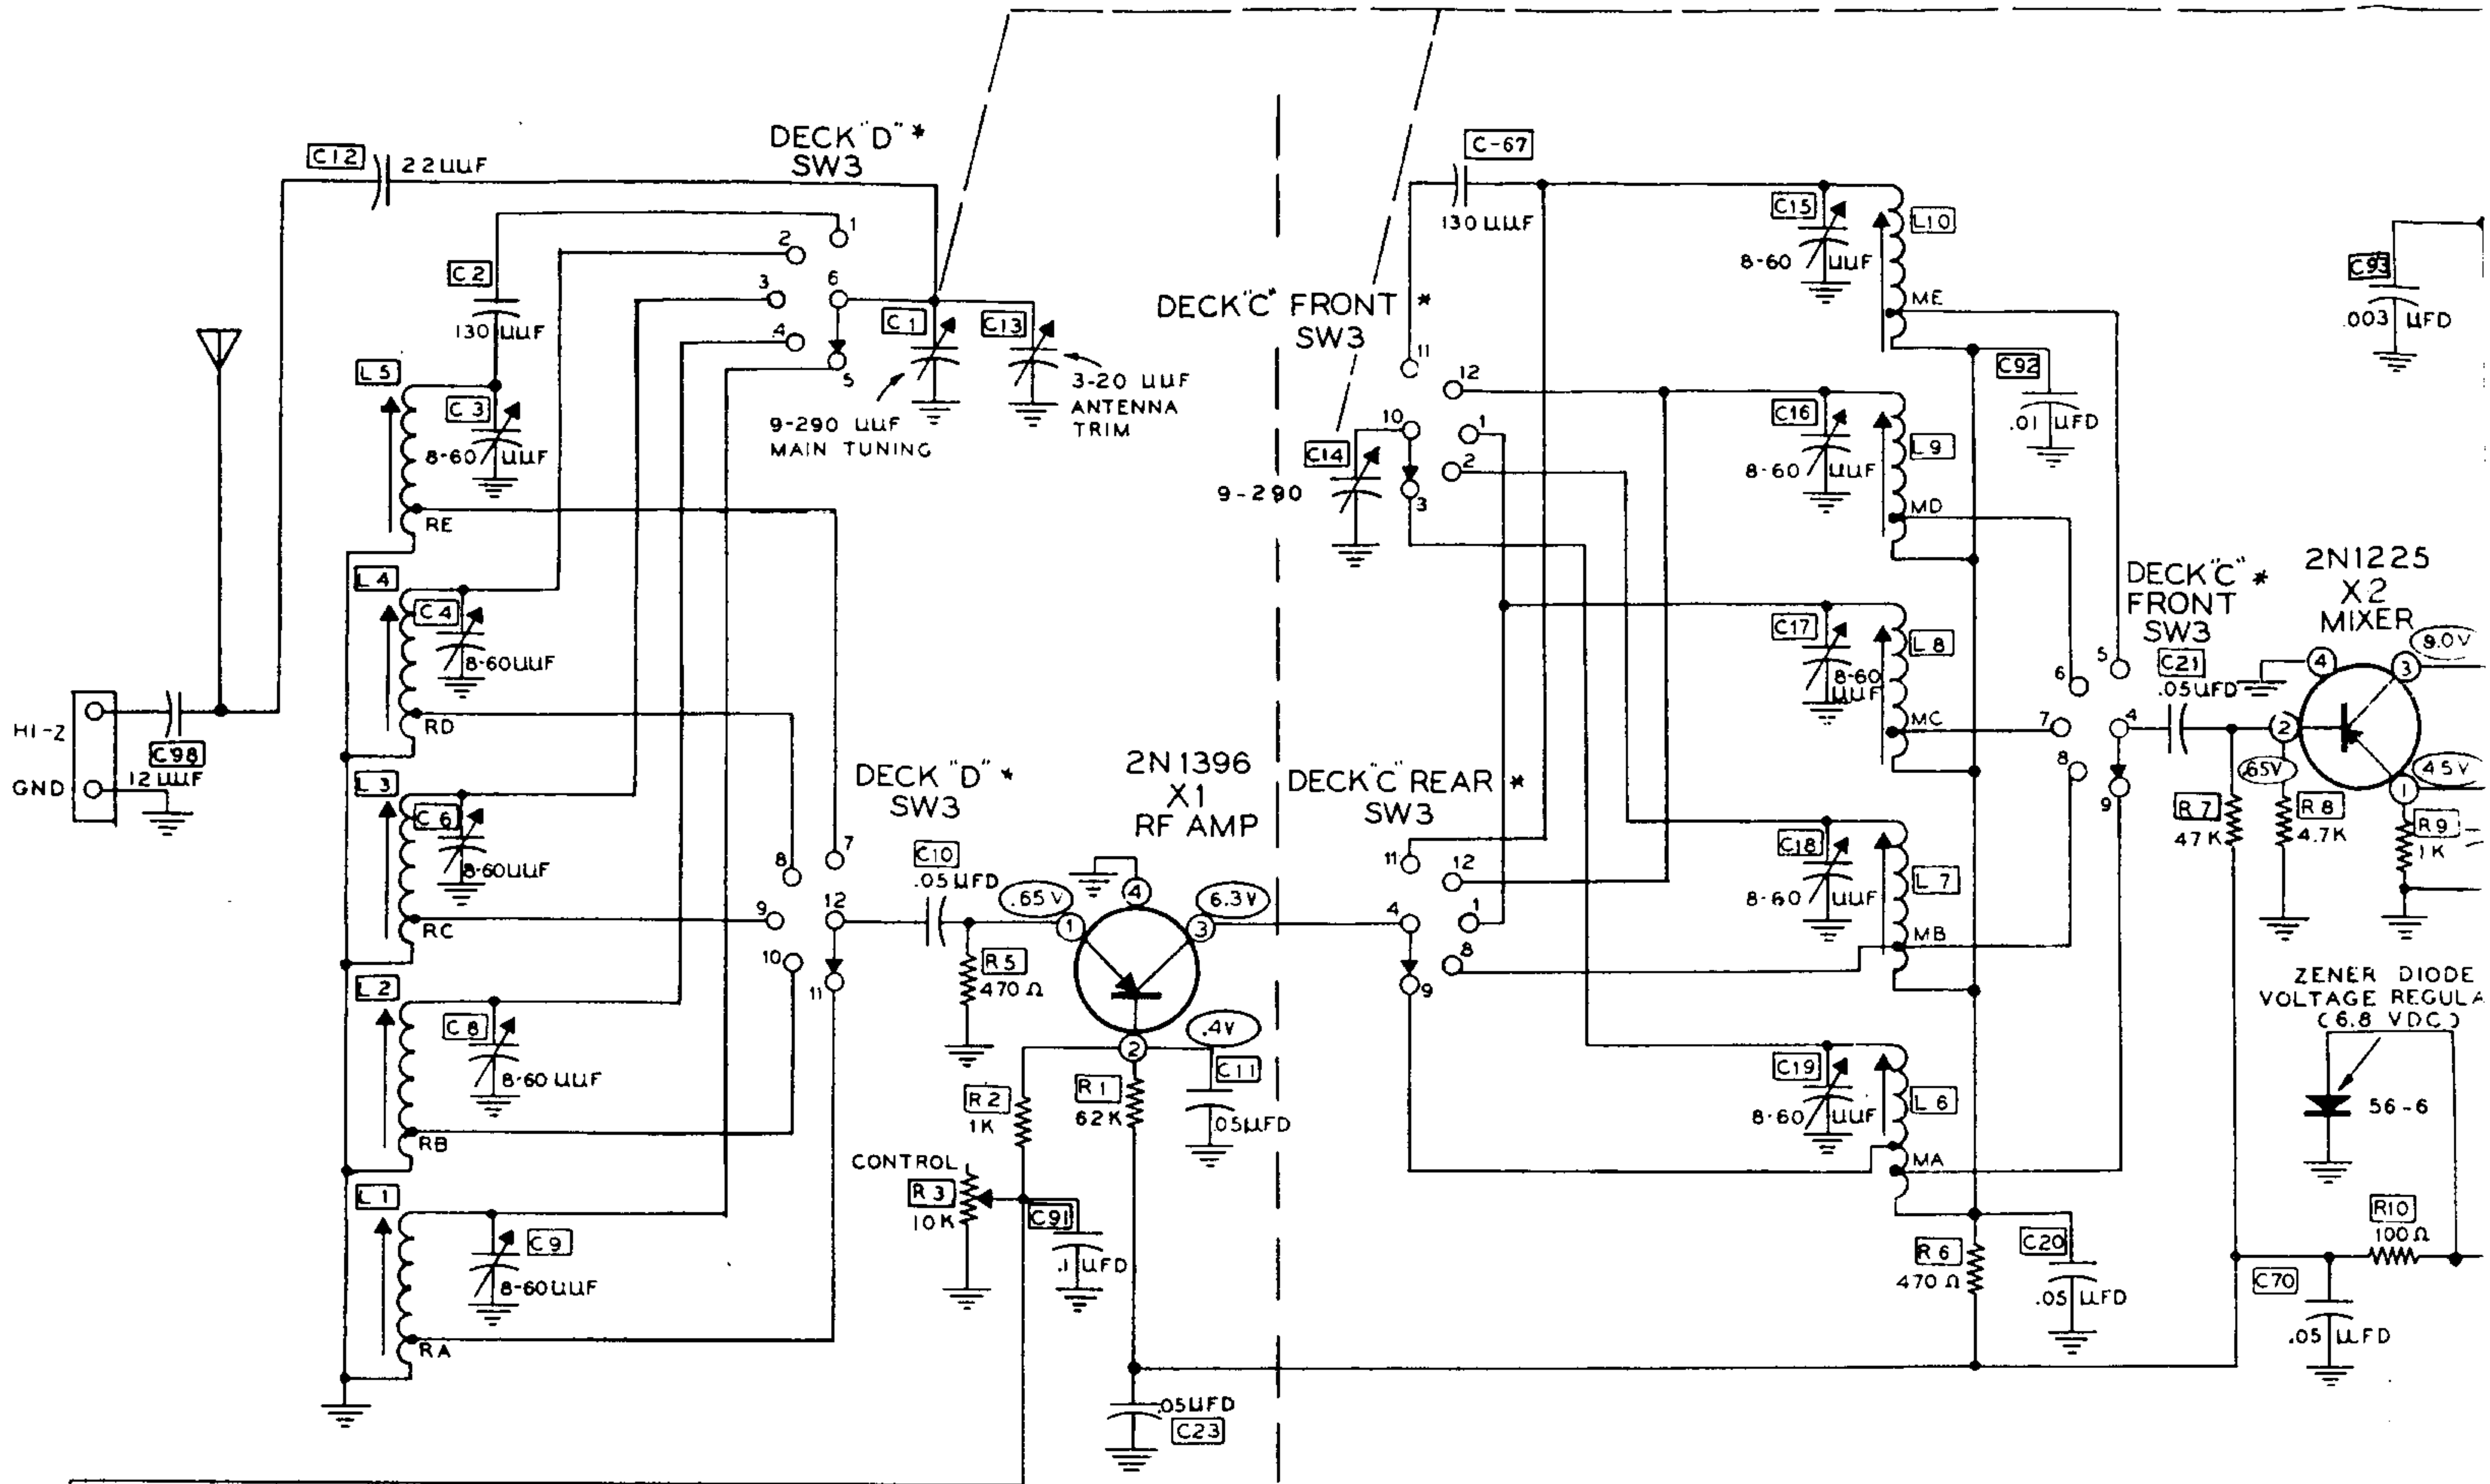 DECK "D" *
SW3
C12
22UUF
C2
130 UUF
1
2
3
4
5
6
C1
C13
9-290 UUF
MAIN TUNING
3-20 UUF
ANTENNA
TRIM
L5
C3
8-60 UUF
RE
L4
C4
8-60UUF
RD
HI-Z
GND
C98
12UUF
L3
C6
8-60UUF
RC
L2
C8
8-60 UUF
RB
L1
C9
8-60UUF
RA
DECK "D" *
SW3
7
8
9
10
11
12
C10
.05UFD
R5
470 Ω
2N1396
X1
RF AMP
.65V
6.3V
.4V
1
2
3
4
R2
1K
R1
62K
C11
.05UFD
CONTROL
R3
10K
C91
.1 UFD
.05UFD
C23
DECK "C" FRONT *
SW3
C-67
130 UUF
11
12
10
1
2
3
C14
9-290
DECK "C" REAR *
SW3
11
12
4
1
8
9
C15
8-60 UUF
L10
ME
C16
8-60 UUF
L9
MD
C17
8-60
UUF
L8
MC
C18
8-60 UUF
L7
MB
C19
8-60 UUF
L6
MA
C92
.01 UFD
C93
.003 UFD
R6
470 Ω
C20
.05 UFD
DECK "C" *
FRONT
SW3
5
6
7
4
8
9
C21
.05UFD
2N1225
X2
MIXER
9.0V
.65V
4.5V
4
3
2
1
R7
47K
R8
4.7K
R9
1K
ZENER DIODE
VOLTAGE REGULA
(6.8 VDC)
56-6
R10
100Ω
C70
.05 UFD